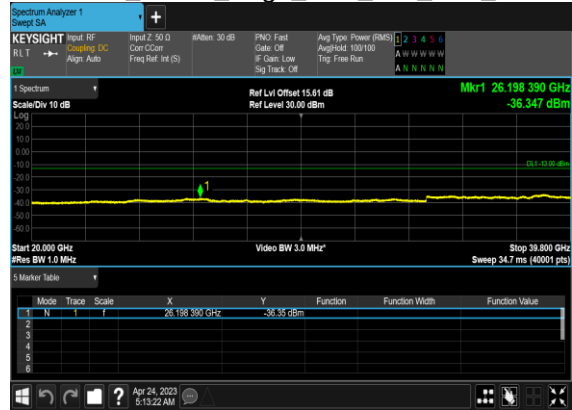 Spectrum Analyzer 1
Swept SA
+
KEYSIGHT Input: RF Input Z: 50 Ω #Atten: 30 dB PNO: Fast Avg Type: Power (RMS) 1 2 3 4 5 6
RLT Coupling: DC Corr CCorr Gate: Off Avg|Hold: 100/100 A W W W W W
Align: Auto Freq Ref: Int (S) IF Gain: Low Trig: Free Run
Sig Track: Off A N N N N N
1 Spectrum
Ref Lvl Offset 15.61 dB Mkr1 26.198 390 GHz
Scale/Div 10 dB Ref Level 30.00 dBm -36.347 dBm
Log
20.0
10.0
0.00
-10.0 DL1 -13.00 dBm
-20.0
-30.0 1
-40.0
-50.0
-60.0
Start 20.000 GHz Video BW 3.0 MHz* Stop 39.800 GHz
#Res BW 1.0 MHz Sweep 34.7 ms (40001 pts)
5 Marker Table
Mode Trace Scale X Y Function Function Width Function Value
1 N 1 f 26.198 390 GHz -36.35 dBm
2
3
4
5
6
? Apr 24, 2023
5:13:22 AM